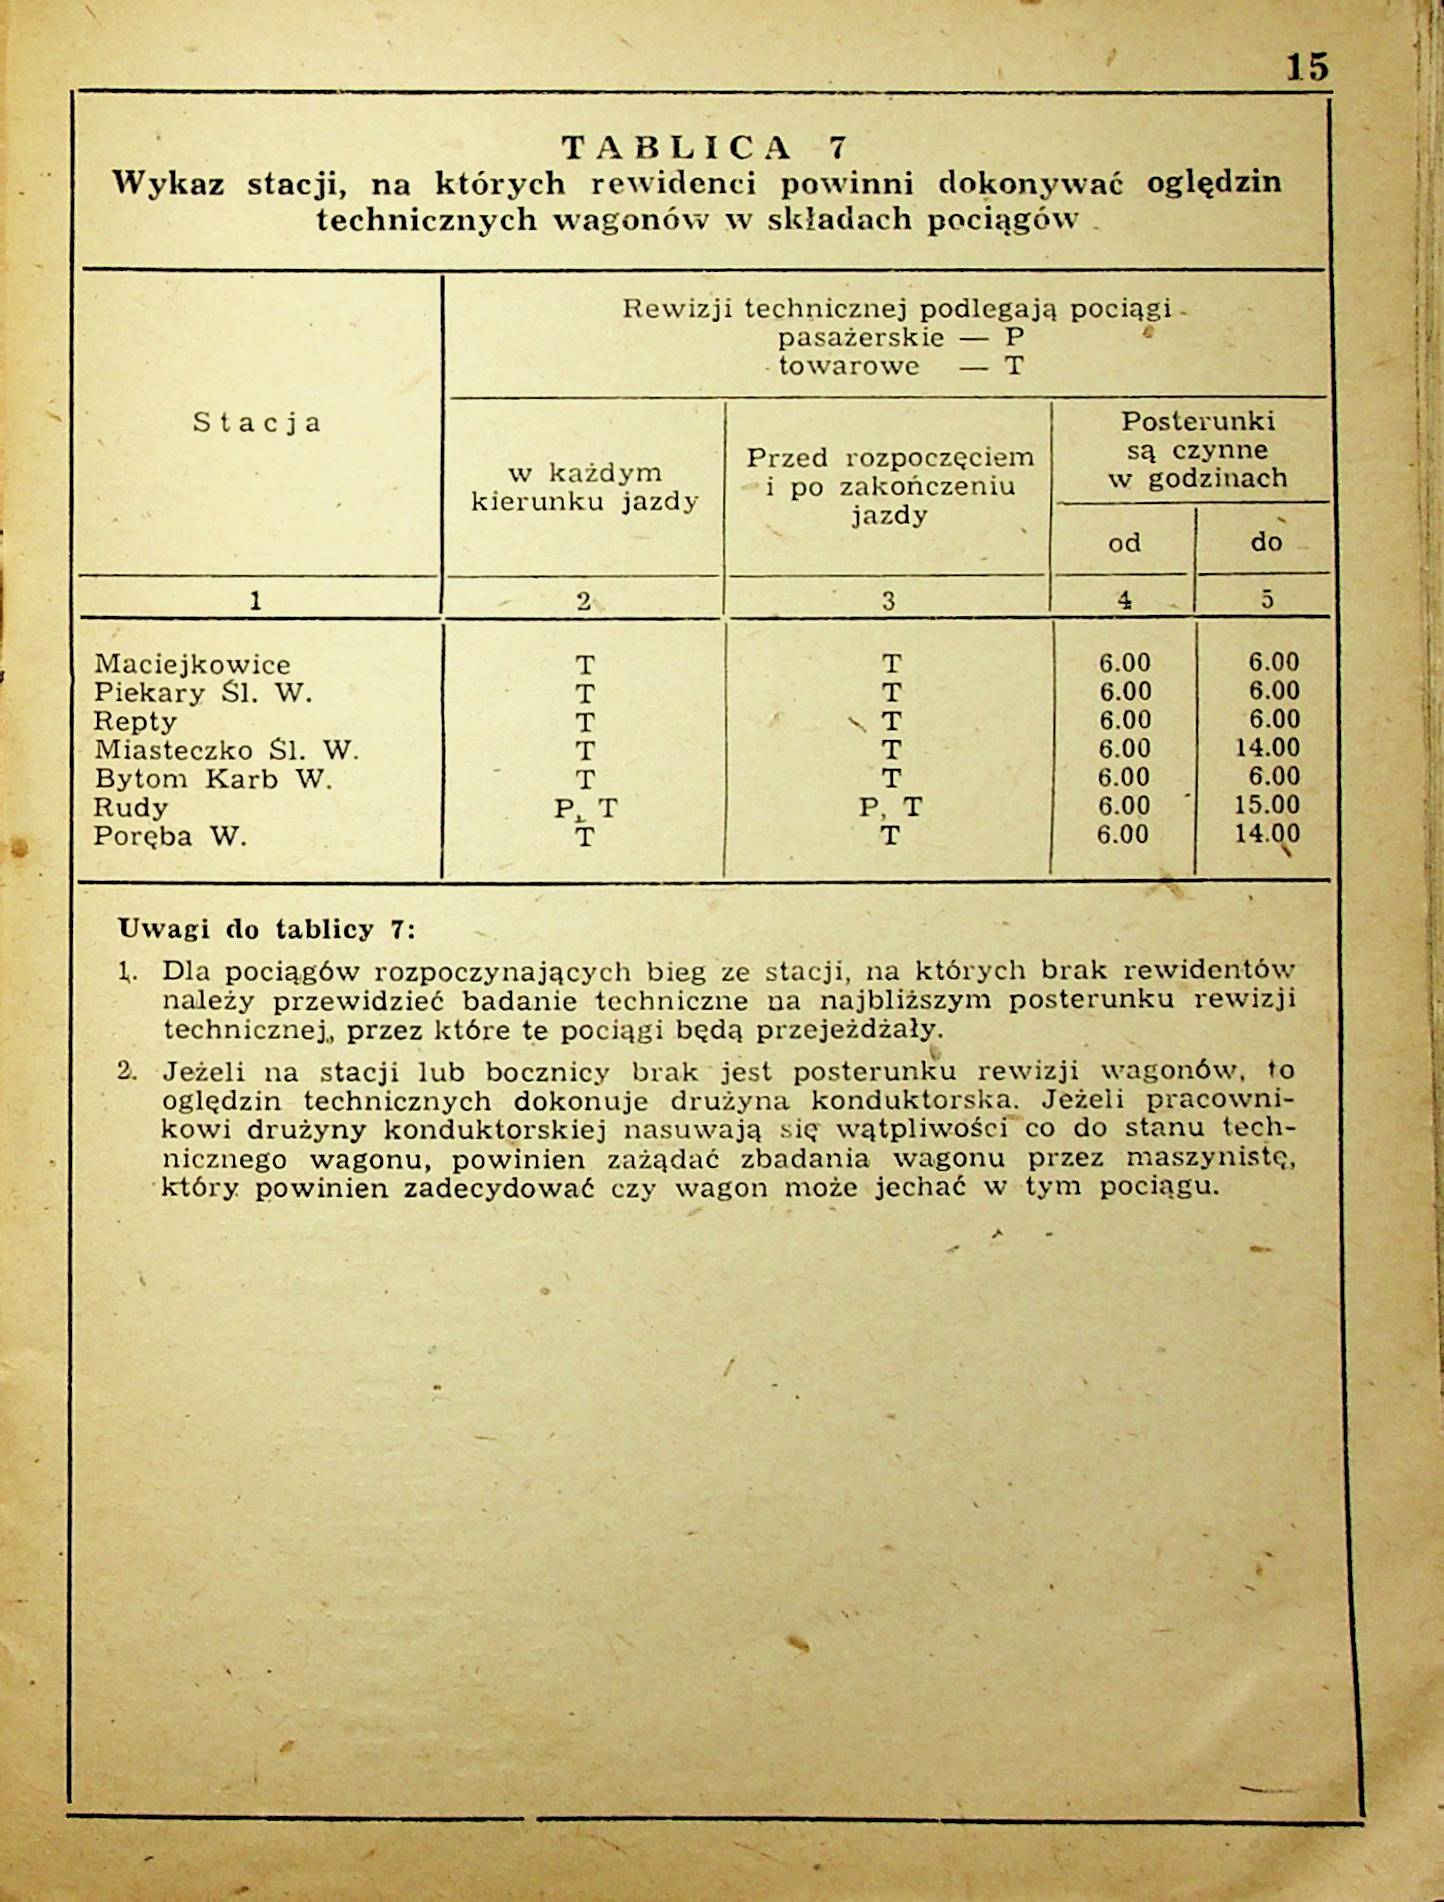 15
TABLICA 7
Wykaz stacji, na których rewidenci powinni dokonywać oględzin
technicznych wagonów w składach pociągów
Stacja
Rewizji technicznej podlegają pociągi
pasażerskie — P
towarowe — T
w każdym
kierunku jazdy
Przed rozpoczęciem
i po zakończeniu
jazdy
Posterunki
są czynne
w godzinach
od do
1 2 3 4 5
Maciejkowice T T 6.00 6.00
Piekary Śl. W. T T 6.00 6.00
Repty T T 6.00 6.00
Miasteczko Śl. W. T T 6.00 14.00
Bytom Karb W. T T 6.00 6.00
Rudy P, T P, T 6.00 15.00
Poręba W. T T 6.00 14.00
Uwagi do tablicy 7:
1. Dla pociągów rozpoczynających bieg ze stacji, na których brak rewidentów
należy przewidzieć badanie techniczne na najbliższym posterunku rewizji
technicznej, przez które te pociągi będą przejeżdżały.
2. Jeżeli na stacji lub bocznicy brak jest posterunku rewizji wagonów, to
oględzin technicznych dokonuje drużyna konduktorska. Jeżeli pracowni-
kowi drużyny konduktorskiej nasuwają się wątpliwości co do stanu tech-
nicznego wagonu, powinien zażądać zbadania wagonu przez maszynistę,
który powinien zadecydować czy wagon może jechać w tym pociągu.